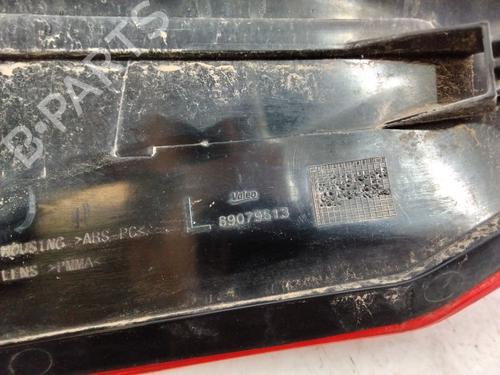 B-PARTS
Valeo
L 89079813
HOUSING >ABS-PC<
LENS >PMMA<